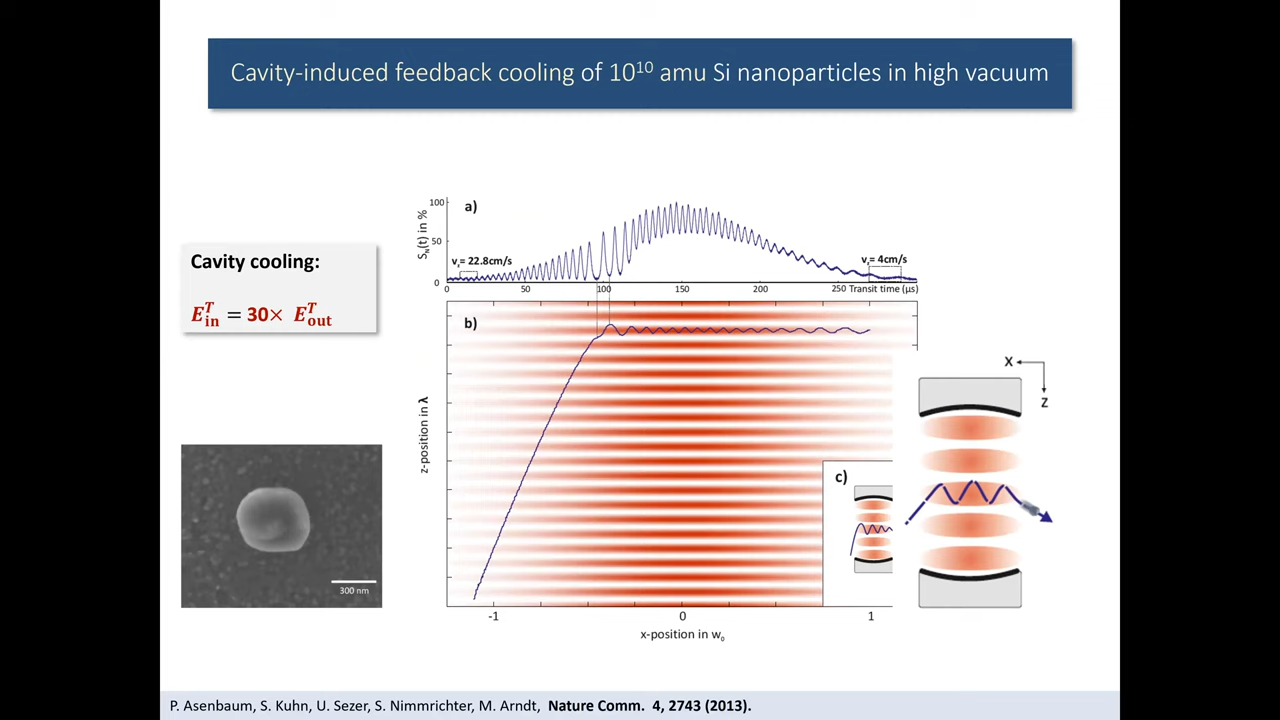 Cavity-induced feedback cooling of 10¹⁰ amu Si nanoparticles in high vacuum
Cavity cooling:
E_in^T = 30× E_out^T
300 nm
a)
S_N(t) in %
100
50
0
v_z= 22.8cm/s
v_z= 4cm/s
0 50 100 150 200 250 Transit time (µs)
b)
z-position in λ
c)
-1 0 1
x-position in w₀
X
Z
P. Asenbaum, S. Kuhn, U. Sezer, S. Nimmrichter, M. Arndt, Nature Comm. 4, 2743 (2013).